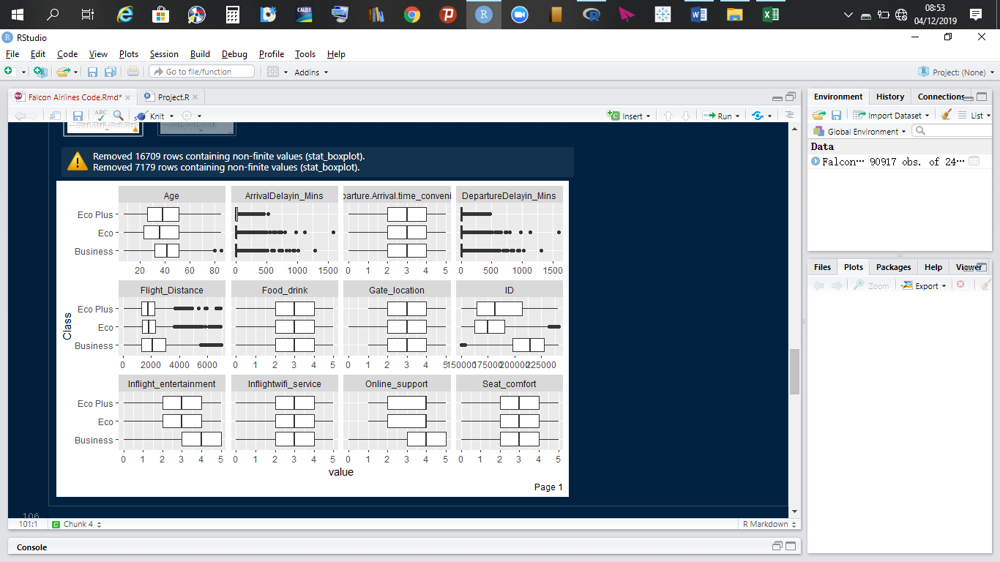 08:53
04/12/2019
RStudio
File Edit Code View Plots Session Build Debug Profile Tools Help
Go to file/function
Addins
Project: (None)
Falcon Airlines Code.Rmd*
Project.R
ABC
Knit
Insert
Run
Removed 16709 rows containing non-finite values (stat_boxplot).
Removed 7179 rows containing non-finite values (stat_boxplot).
Age ArrivalDelayin_Mins parture.Arrival.time_conveni DepartureDelayin_Mins
Eco Plus
Eco
Business
20 40 60 80 0 500 1000 1500 0 1 2 3 4 5 0 500 1000 1500
Flight_Distance Food_drink Gate_location ID
Eco Plus
Eco
Business
Class
0 2000 4000 6000 0 1 2 3 4 5 0 1 2 3 4 5 150000 175000 200000 225000
Inflight_entertainment Inflightwifi_service Online_support Seat_comfort
Eco Plus
Eco
Business
0 1 2 3 4 5 0 1 2 3 4 5 0 1 2 3 4 5 0 1 2 3 4 5
value
Page 1
106
101:1 Chunk 4 R Markdown
Console
Environment History Connections
Import Dataset List
Global Environment
Data
Falcon… 90917 obs. of 24…
Files Plots Packages Help Viewer
Zoom Export